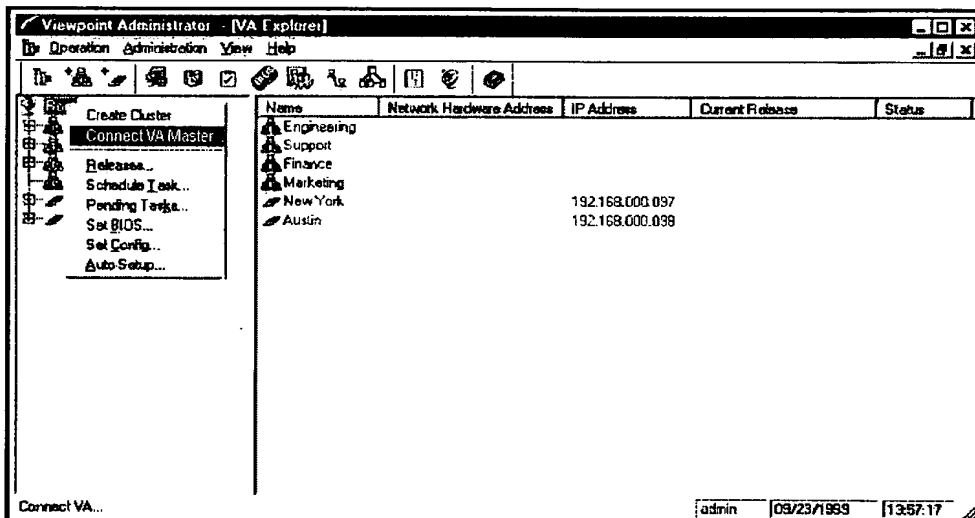 Viewpoint Administrator - [VA Explorer]
Operation Administration View Help
Create Cluster
Connect VA Master
Releases...
Schedule Task...
Pending Tasks...
Set BIOS...
Set Config...
Auto-Setup...
Name Network Hardware Address IP Address Current Release Status
Engineering
Support
Finance
Marketing
New York 192.168.000.097
Austin 192.168.000.098
Connect VA... admin 09/23/1999 13:57:17